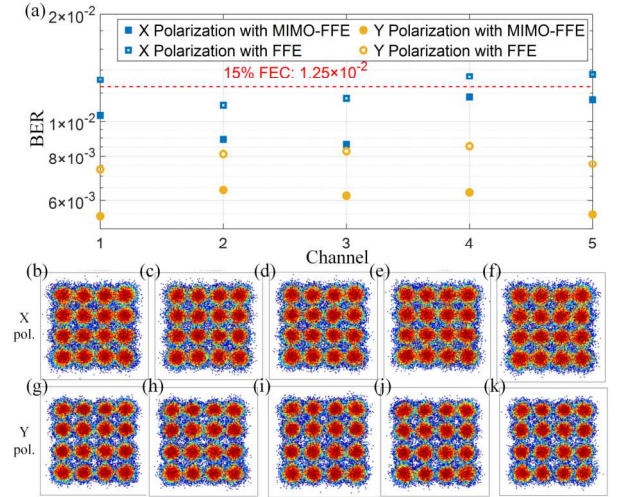 (a)
2×10⁻²
X Polarization with MIMO-FFE
Y Polarization with MIMO-FFE
X Polarization with FFE
Y Polarization with FFE
15% FEC: 1.25×10⁻²
BER
1×10⁻²
8×10⁻³
6×10⁻³
1 2 3 4 5
Channel
(b) (c) (d) (e) (f)
X
pol.
(g) (h) (i) (j) (k)
Y
pol.